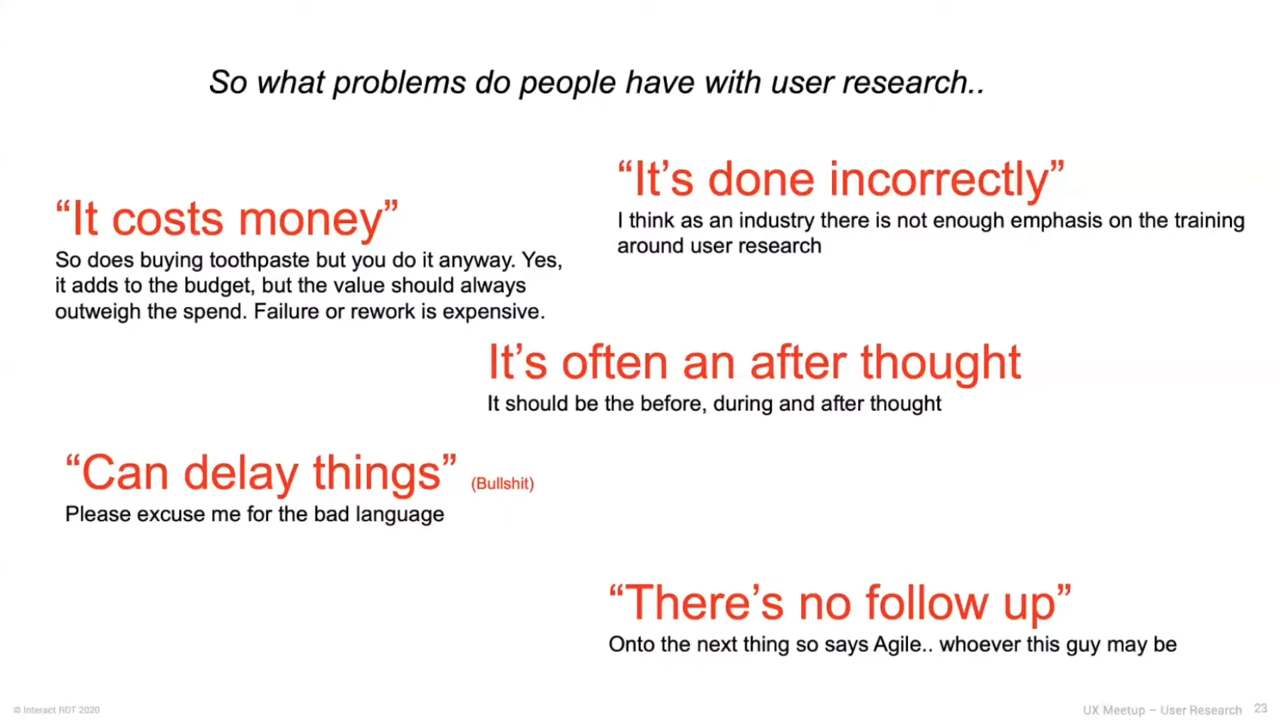 So what problems do people have with user research..
“It costs money”
So does buying toothpaste but you do it anyway. Yes,
it adds to the budget, but the value should always
outweigh the spend. Failure or rework is expensive.
“It’s done incorrectly”
I think as an industry there is not enough emphasis on the training
around user research
It’s often an after thought
It should be the before, during and after thought
“Can delay things” (Bullshit)
Please excuse me for the bad language
“There’s no follow up”
Onto the next thing so says Agile.. whoever this guy may be
© Interact RDT 2020
UX Meetup – User Research 23